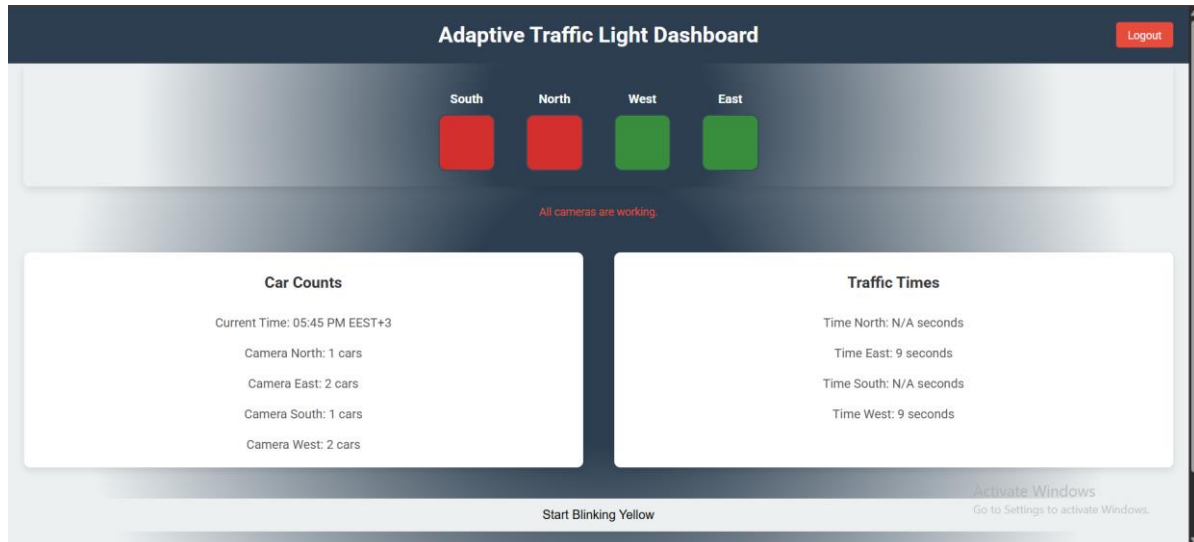 Adaptive Traffic Light Dashboard
Logout
South North West East
All cameras are working.
Car Counts
Current Time: 05:45 PM EEST+3
Camera North: 1 cars
Camera East: 2 cars
Camera South: 1 cars
Camera West: 2 cars
Traffic Times
Time North: N/A seconds
Time East: 9 seconds
Time South: N/A seconds
Time West: 9 seconds
Start Blinking Yellow
Activate Windows
Go to Settings to activate Windows.